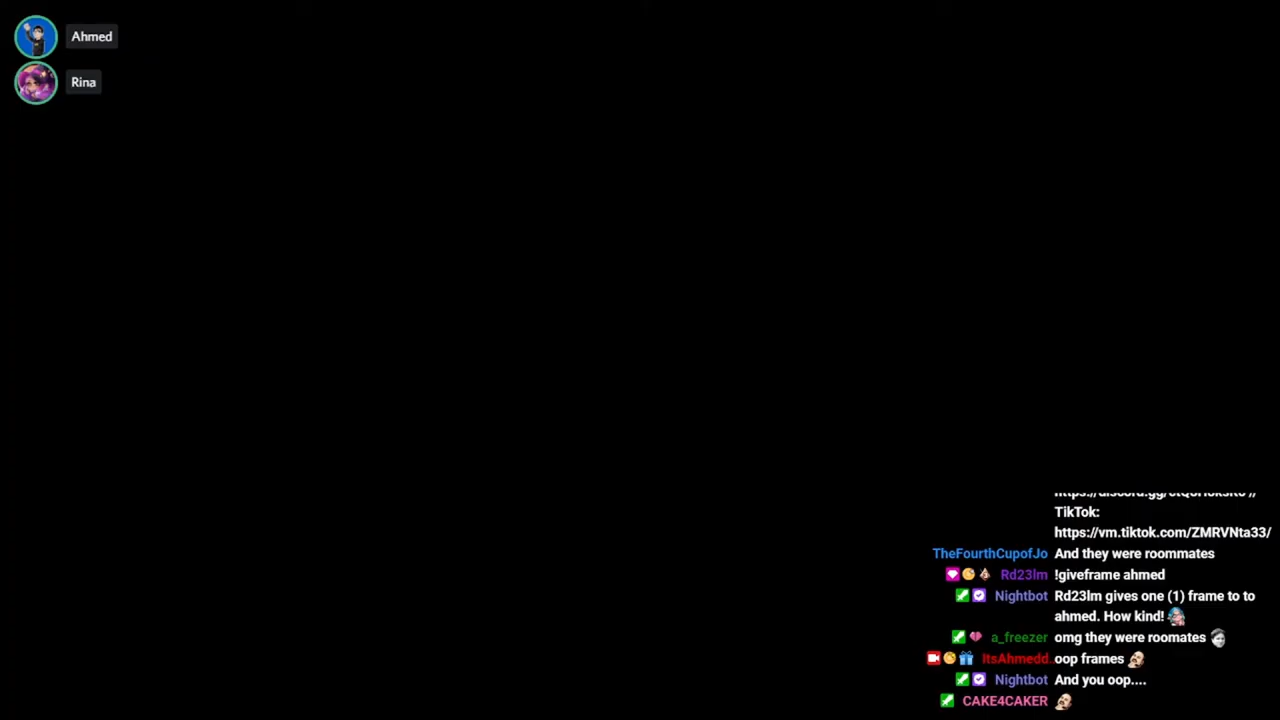 Ahmed
Rina
TikTok:
https://vm.tiktok.com/ZMRVNta33/
TheFourthCupofJo And they were roommates
Rd23lm !giveframe ahmed
Nightbot Rd23lm gives one (1) frame to to
ahmed. How kind!
a_freezer omg they were roomates
ItsAhmedd. oop frames
Nightbot And you oop....
CAKE4CAKER